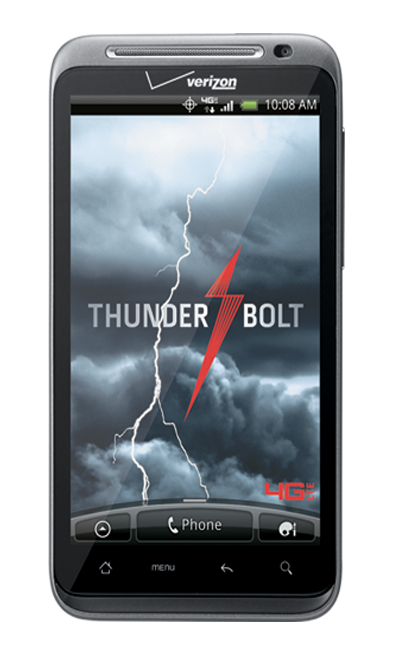 verizon
4G 10:08 AM
THUNDER BOLT
4G LTE
Phone
MENU